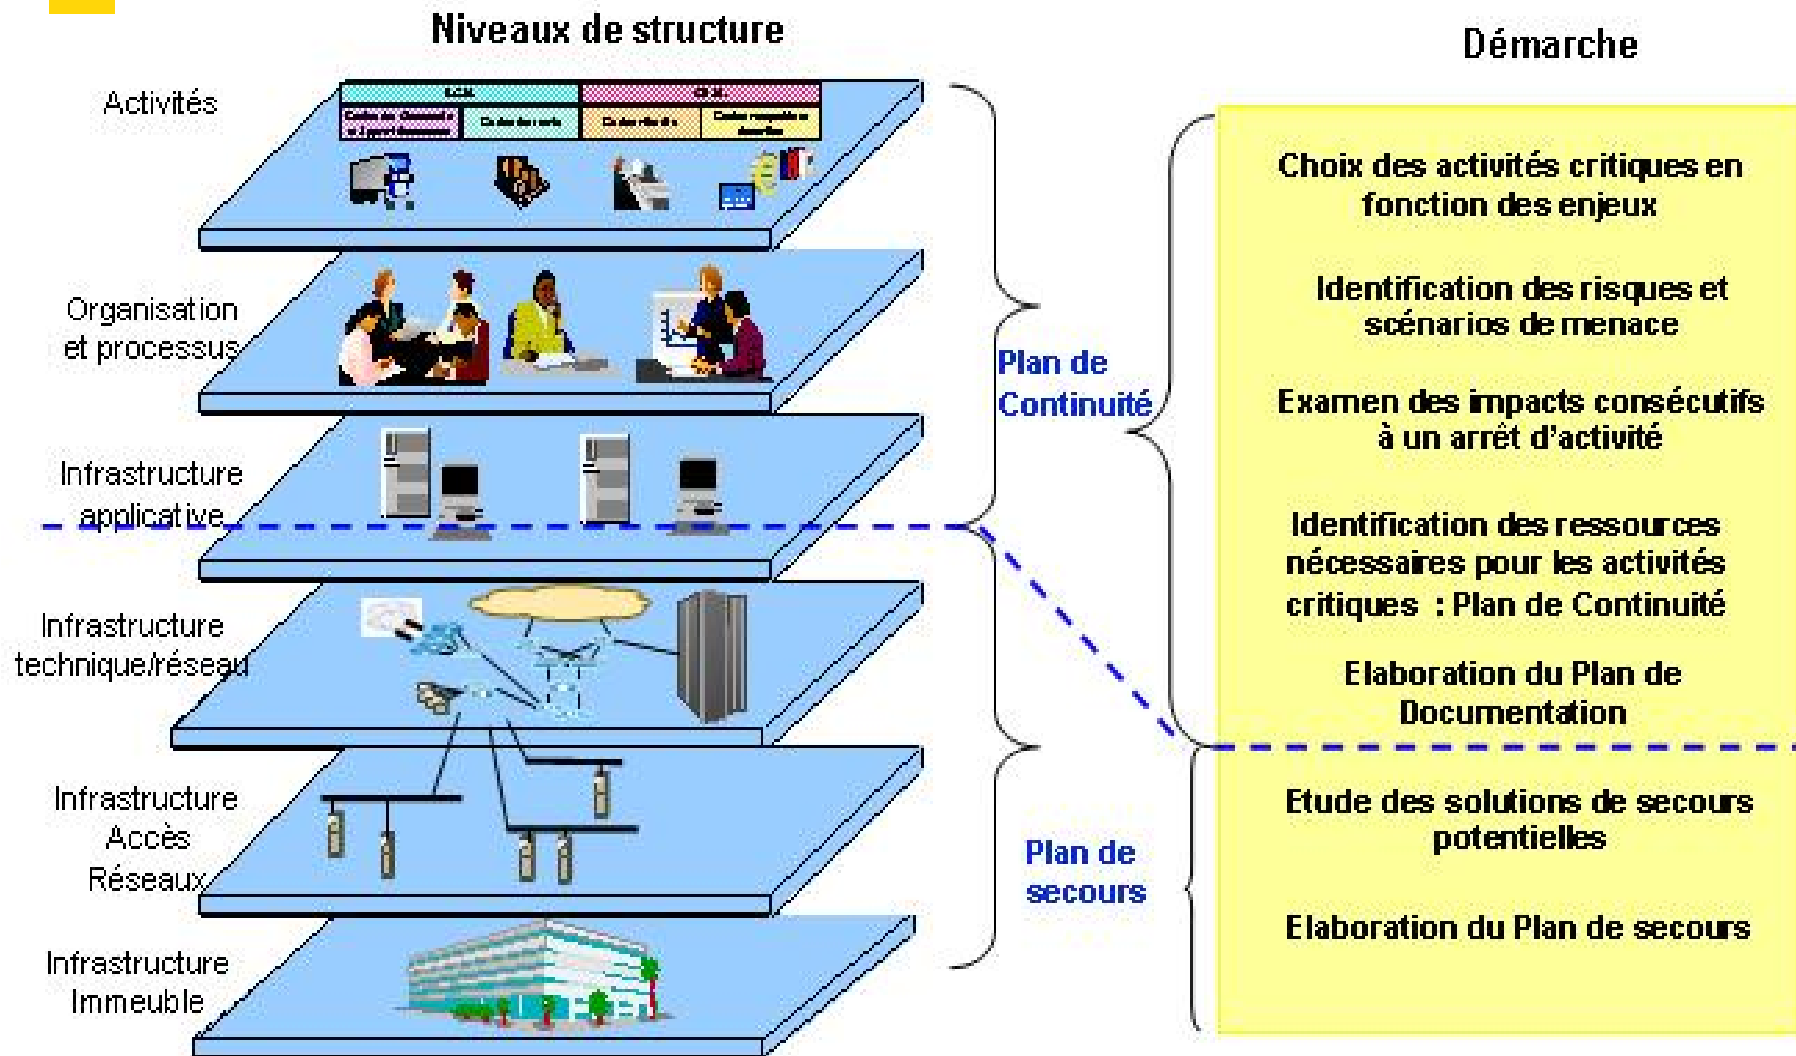 Niveaux de structure
Démarche
Activités
Organisation
et processus
Infrastructure
applicative
Infrastructure
technique/réseau
Infrastructure
Accès
Réseaux
Infrastructure
Immeuble
Plan de
Continuité
Plan de
secours
Choix des activités critiques en
fonction des enjeux
Identification des risques et
scénarios de menace
Examen des impacts consécutifs
à un arrêt d'activité
Identification des ressources
nécessaires pour les activités
critiques : Plan de Continuité
Elaboration du Plan de
Documentation
Etude des solutions de secours
potentielles
Elaboration du Plan de secours